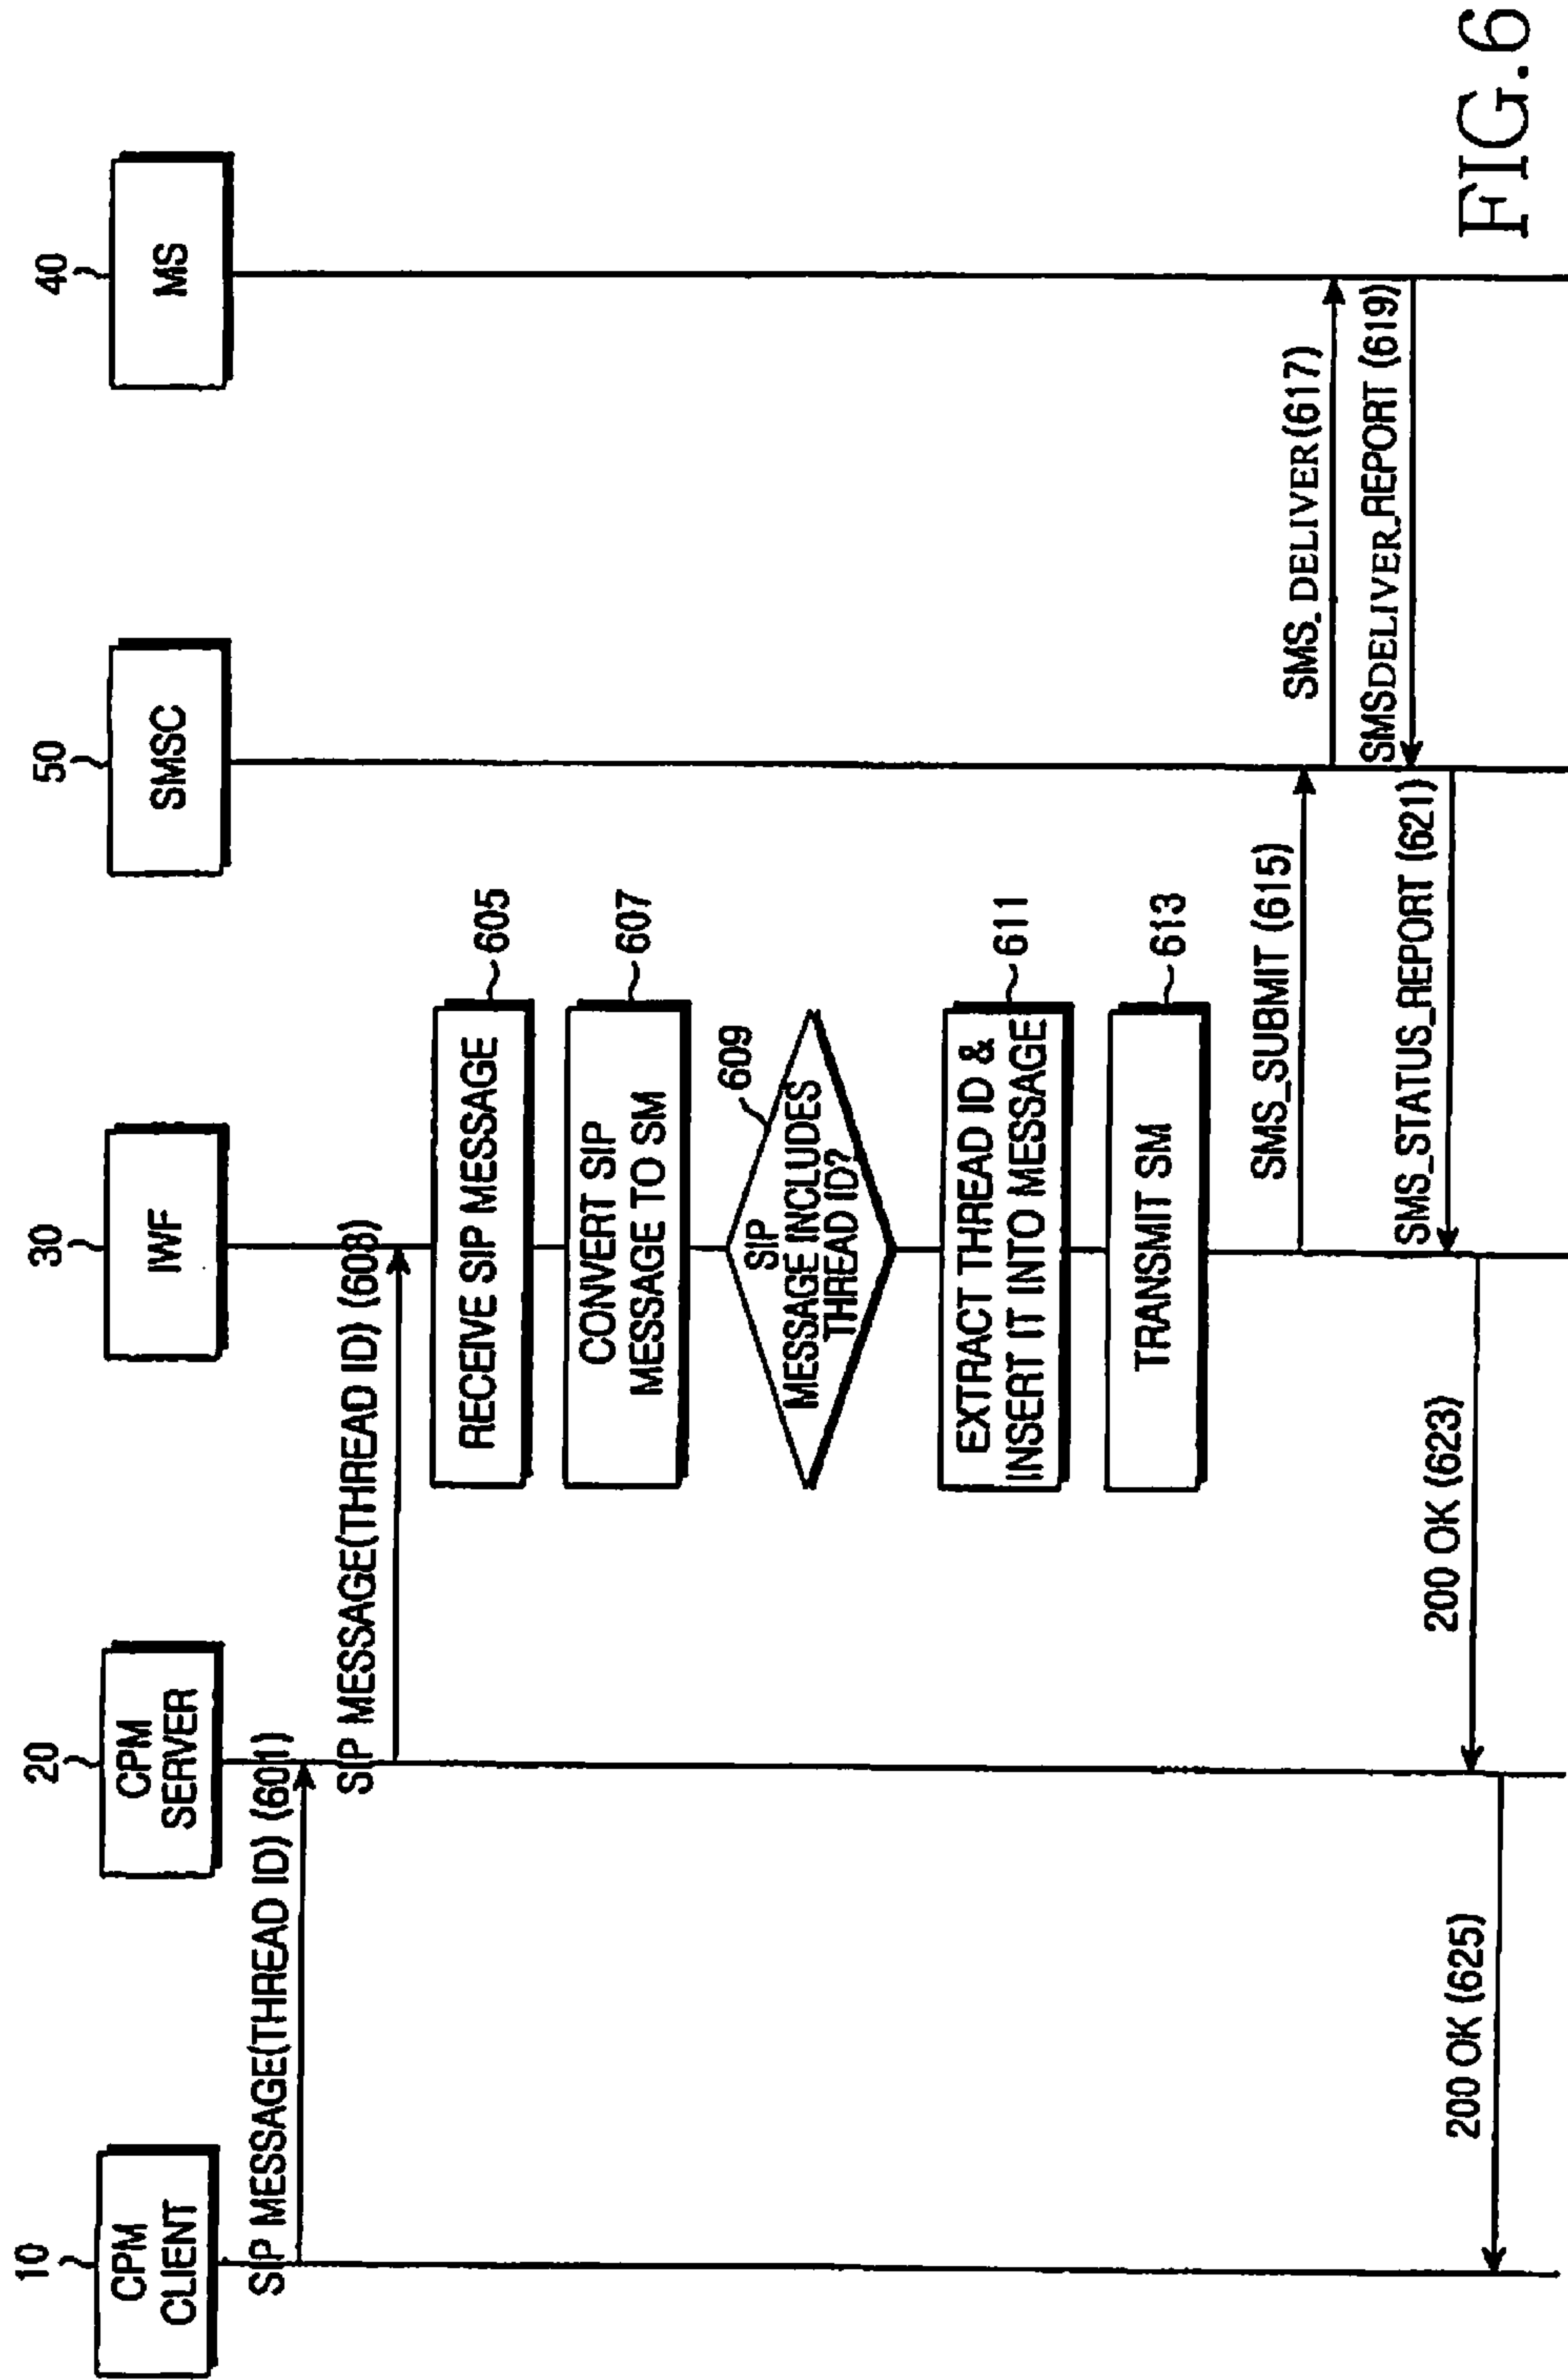 10
CPM
CLIENT
20
CPM
SERVER
30
IWF
50
SMSC
40
MS
SIP MESSAGE(THREAD ID) (601)
SIP MESSAGE(THREAD ID) (603)
RECEIVE SIP MESSAGE
605
CONVERT SIP
MESSAGE TO SM
607
609
SIP
MESSAGE INCLUDES
THREAD ID?
EXTRACT THREAD ID &
INSERT IT INTO MESSAGE
611
TRANSMIT SM
613
SMS_SUBMIT (615)
SMS_DELIVER(617)
SMSDELIVER_REPORT (619)
SMS_STATUS_REPORT (621)
200 OK (623)
200 OK (625)
FIG.6